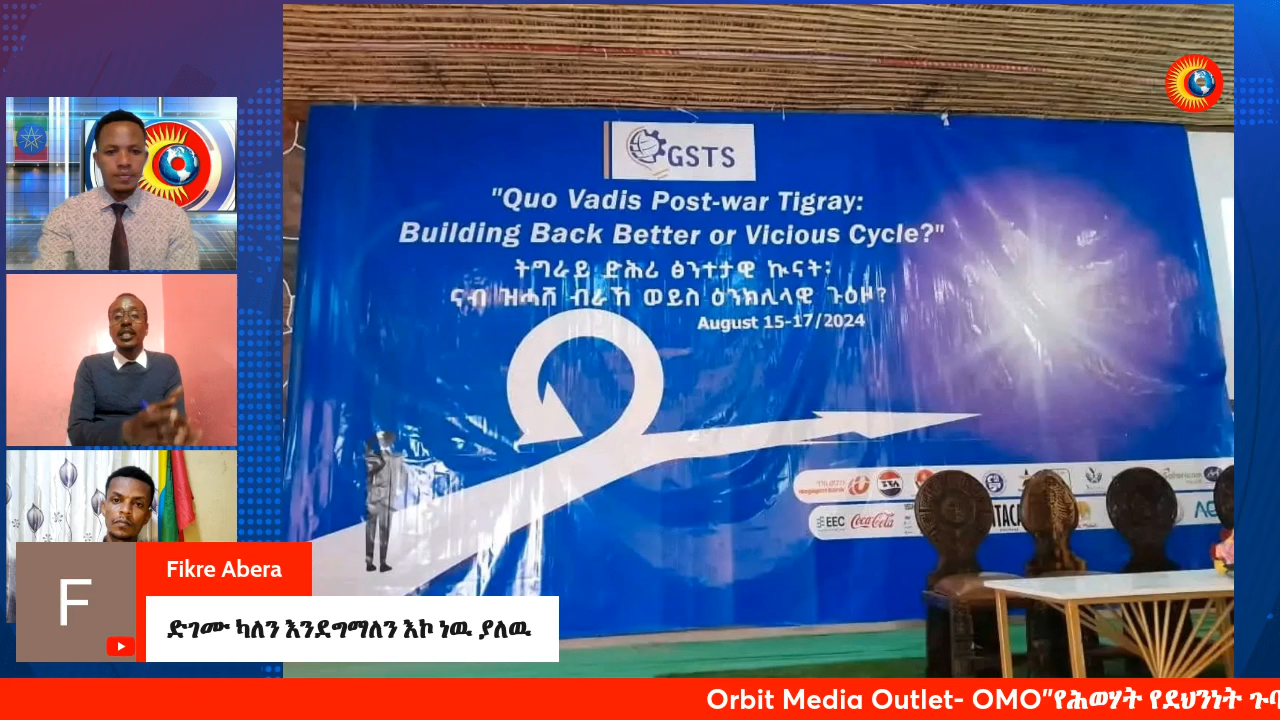 GSTS
"Quo Vadis Post-war Tigray:
Building Back Better or Vicious Cycle?"
ትግራይ ድሕሪ ፅንተታዊ ኲናት፡
ናብ ዝሓሸ ብራኸ ወይስ ዕንክሊላዊ ጉዕዞ?
August 15-17/2024
EEC Coca-Cola
F
Fikre Abera
ድገሙ ካለን እንደግማለን እኮ ነዉ ያለዉ
Orbit Media Outlet- OMO"የሕወሃት የደህንነት ጉባ